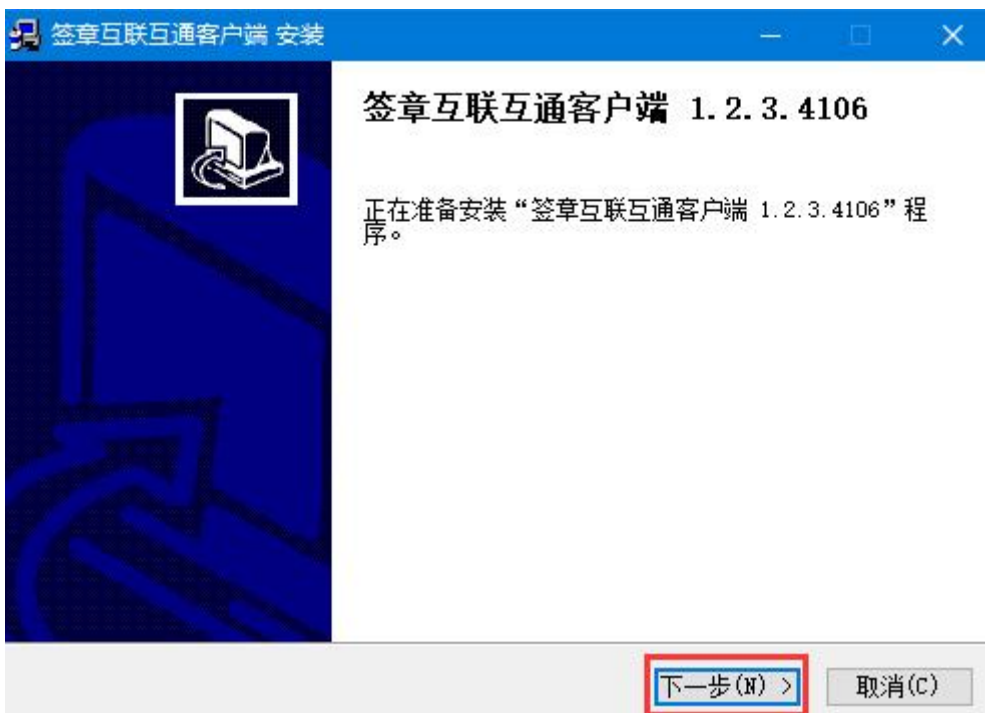 签章互联互通客户端 安装
签章互联互通客户端 1.2.3.4106
正在准备安装“签章互联互通客户端 1.2.3.4106”程
序。
下一步(N) >
取消(C)